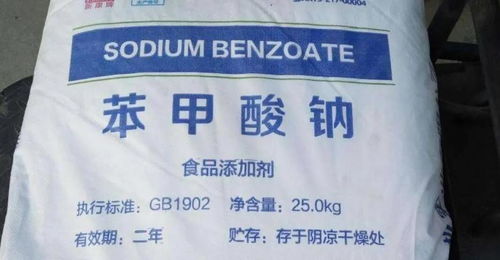 SODIUM BENZOATE
苯甲酸钠
食品添加剂
执行标准：GB1902 净含量：25.0kg
有效期：二年 贮存：存于阴凉干燥处